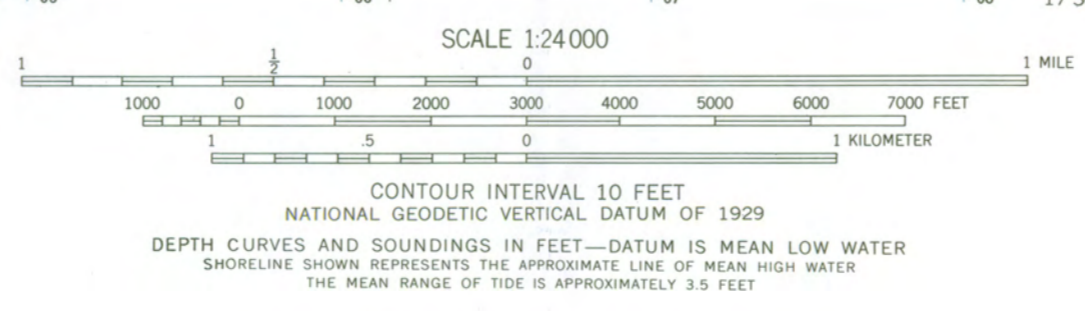 SCALE 1:24 000
1 ½ 0 1 MILE
1000 0 1000 2000 3000 4000 5000 6000 7000 FEET
1 .5 0 1 KILOMETER
CONTOUR INTERVAL 10 FEET
NATIONAL GEODETIC VERTICAL DATUM OF 1929
DEPTH CURVES AND SOUNDINGS IN FEET—DATUM IS MEAN LOW WATER
SHORELINE SHOWN REPRESENTS THE APPROXIMATE LINE OF MEAN HIGH WATER
THE MEAN RANGE OF TIDE IS APPROXIMATELY 3.5 FEET